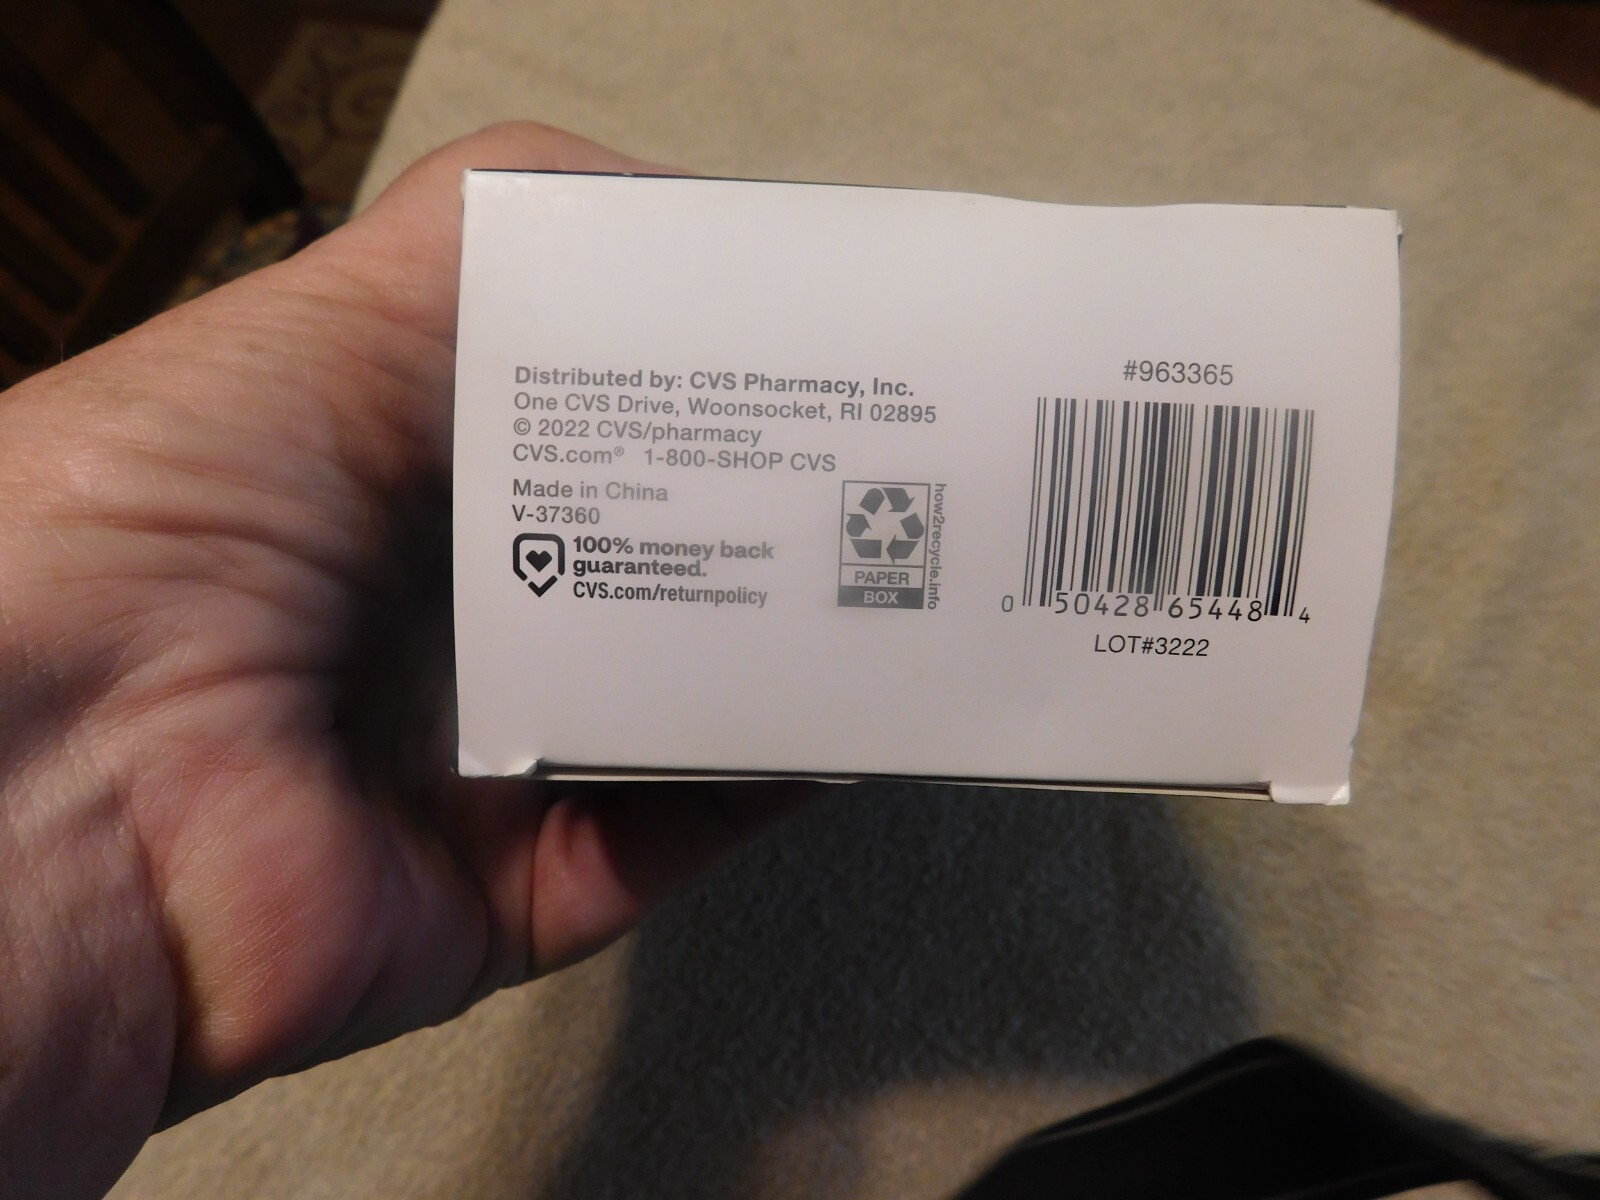 Distributed by: CVS Pharmacy, Inc.
One CVS Drive, Woonsocket, RI 02895
© 2022 CVS/pharmacy
CVS.com® 1-800-SHOP CVS
Made in China
V-37360
100% money back
guaranteed.
CVS.com/returnpolicy
PAPER
BOX
how2recycle.info
#963365
0 50428 65448 4
LOT#3222